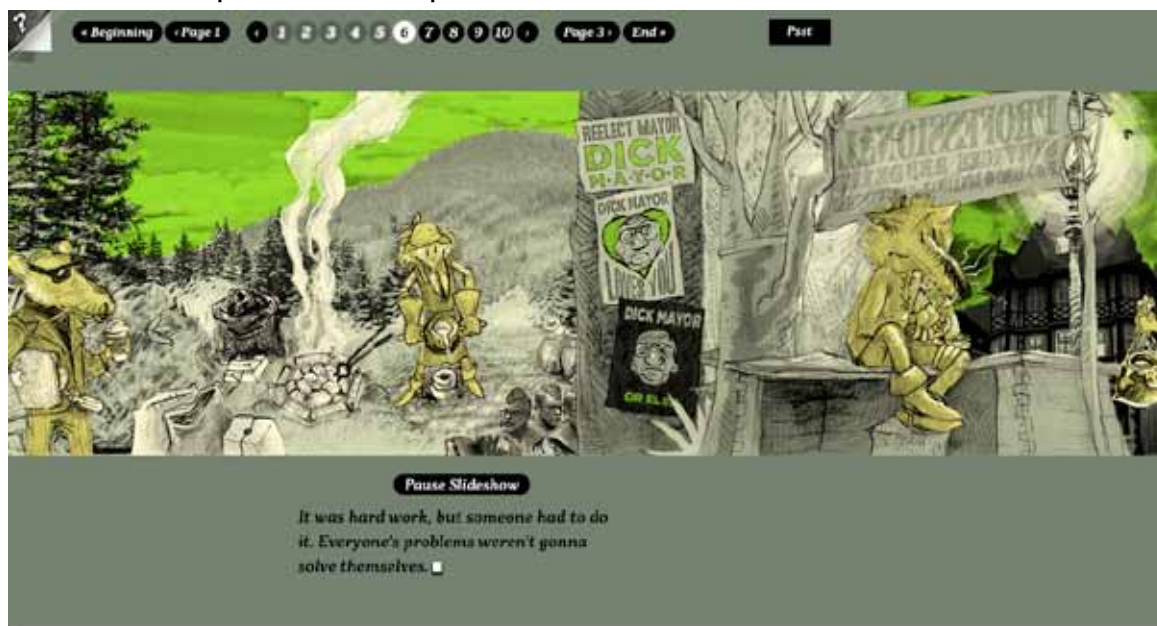 ?
« Beginning ‹ Page 1 ‹ 1 2 3 4 5 6 7 8 9 10 › Page 3 › End » Psst
REELECT MAYOR
DICK
M·A·Y·O·R
DICK MAYOR
LOVES YOU
DICK MAYOR
OR ELSE
PROFESSIONAL
Pause Slideshow
It was hard work, but someone had to do
it. Everyone's problems weren't gonna
solve themselves.